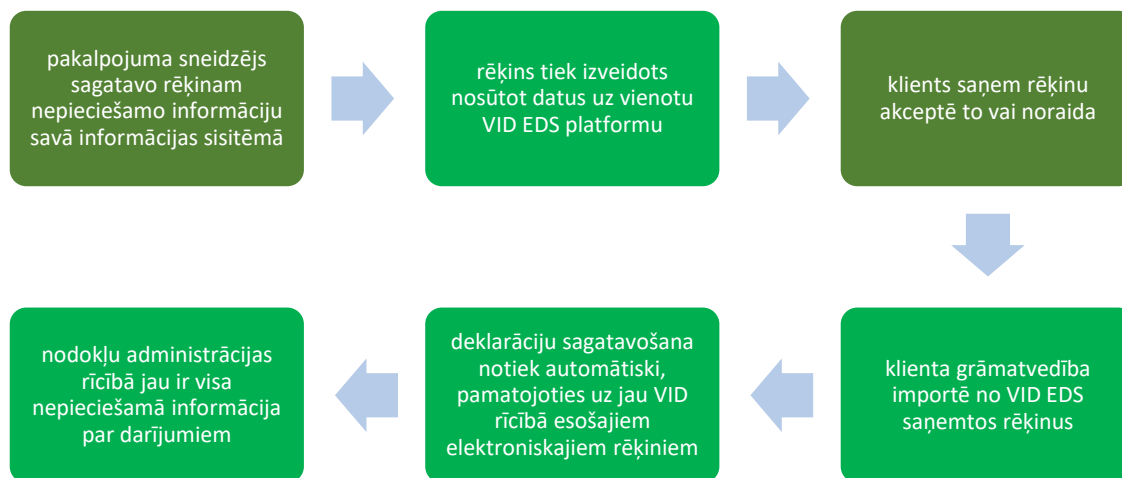 pakalpojuma sneidzējs
sagatavo rēķinam
nepieciešamo informāciju
savā informācijas sisitēmā
rēķins tiek izveidots
nosūtot datus uz vienotu
VID EDS platformu
klients saņem rēķinu
akceptē to vai noraida
klienta grāmatvedība
importē no VID EDS
saņemtos rēķinus
deklarāciju sagatavošana
notiek automātiski,
pamatojoties uz jau VID
rīcībā esošajiem
elektroniskajiem rēķiniem
nodokļu administrācijas
rīcībā jau ir visa
nepieciešamā informācija
par darījumiem